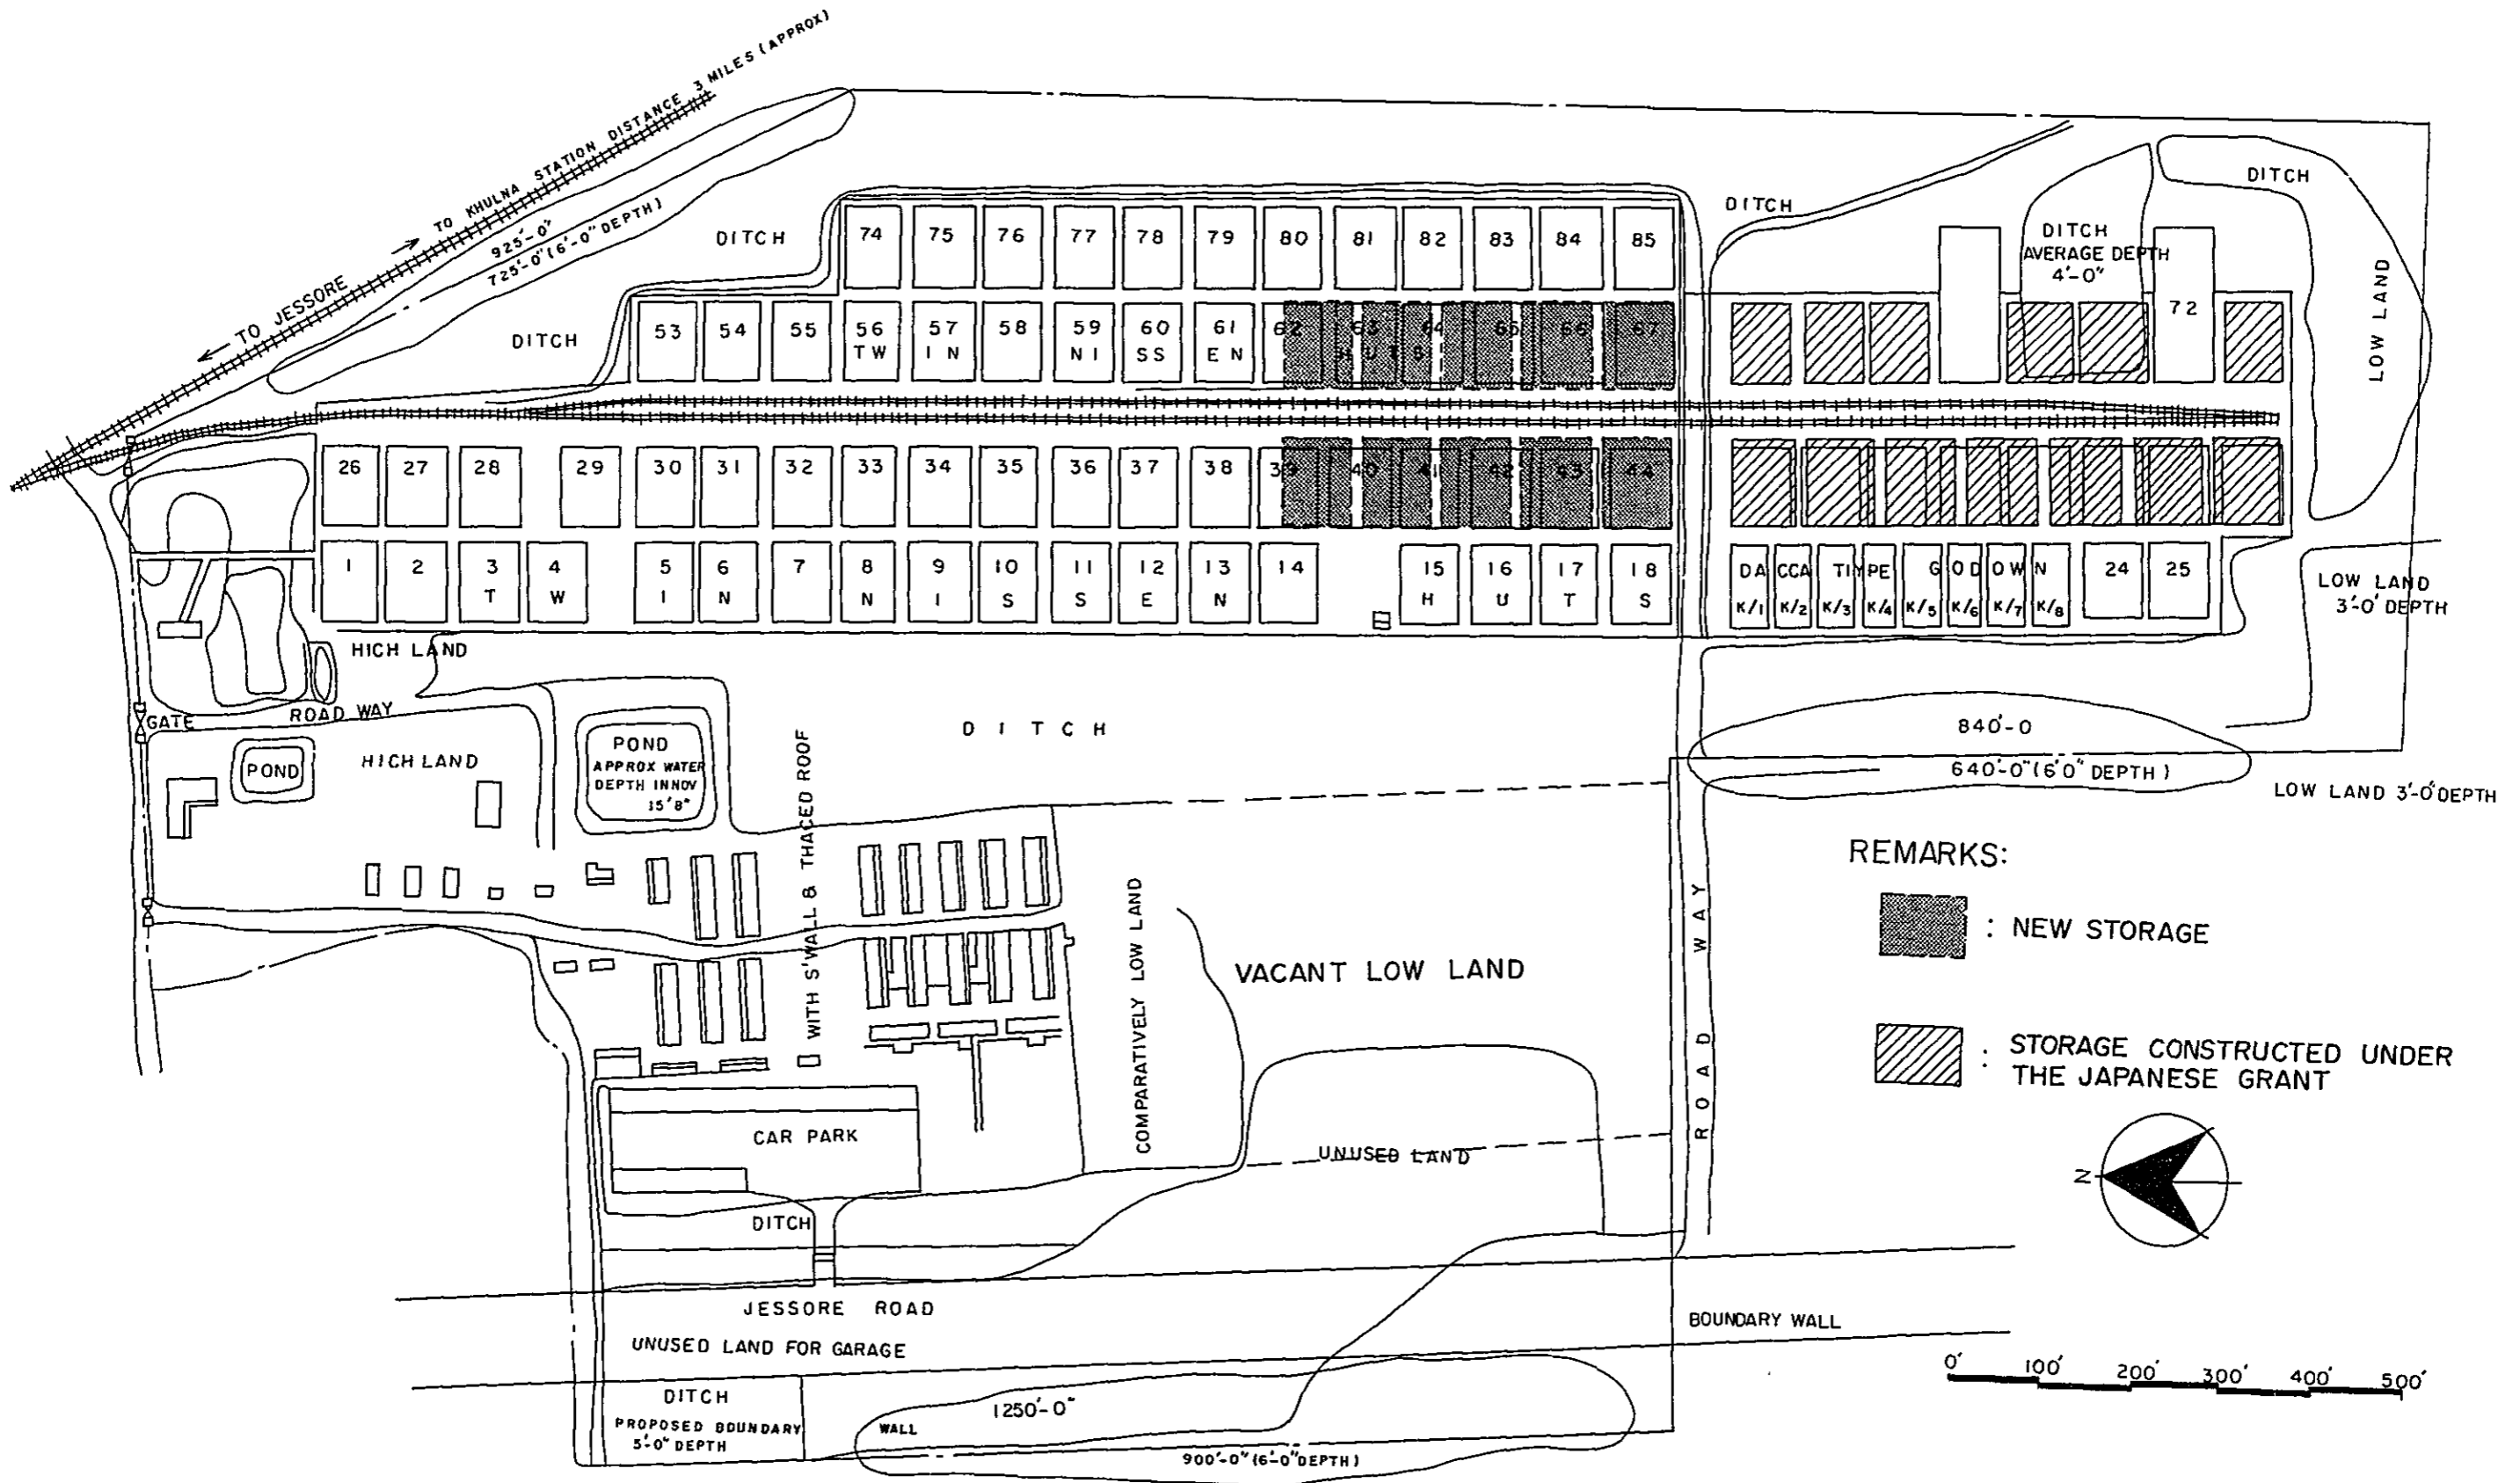 TO KHULNA STATION DISTANCE 3 MILES (APPROX)
TO JESSORE
925'-0"
725'-0" (6'-0" DEPTH)
DITCH
DITCH
DITCH
DITCH
DITCH
AVERAGE DEPTH
4'-0"
LOW LAND
74 75 76 77 78 79 80 81 82 83 84 85
53 54 55 56 57 58 59 60 61 62 63 64 65 66 67
TW IN NI SS EN HUTS
72
26 27 28 29 30 31 32 33 34 35 36 37 38 39 40 41 42 43 44
1 2 3 4 5 6 7 8 9 10 11 12 13 14 15 16 17 18
T W I N N I S S E N H U T S
DACCA TYPE GODOWN
K/1 K/2 K/3 K/4 K/5 K/6 K/7 K/8
24 25
LOW LAND
3'-0' DEPTH
HIGH LAND
GATE
ROAD WAY
POND
HIGH LAND
POND
APPROX WATER
DEPTH INNOV
15'8"
DITCH
840'-0
640'-0" (6'0" DEPTH)
LOW LAND 3'-0" DEPTH
WITH S'WALL & THACED ROOF
COMPARATIVELY LOW LAND
VACANT LOW LAND
ROAD WAY
REMARKS:
: NEW STORAGE
: STORAGE CONSTRUCTED UNDER
THE JAPANESE GRANT
N
CAR PARK
UNUSED LAND
DITCH
JESSORE ROAD
BOUNDARY WALL
UNUSED LAND FOR GARAGE
DITCH
PROPOSED BOUNDARY
5'-0" DEPTH
WALL
1250'-0"
900'-0" (6'-0" DEPTH)
0' 100' 200' 300' 400' 500'